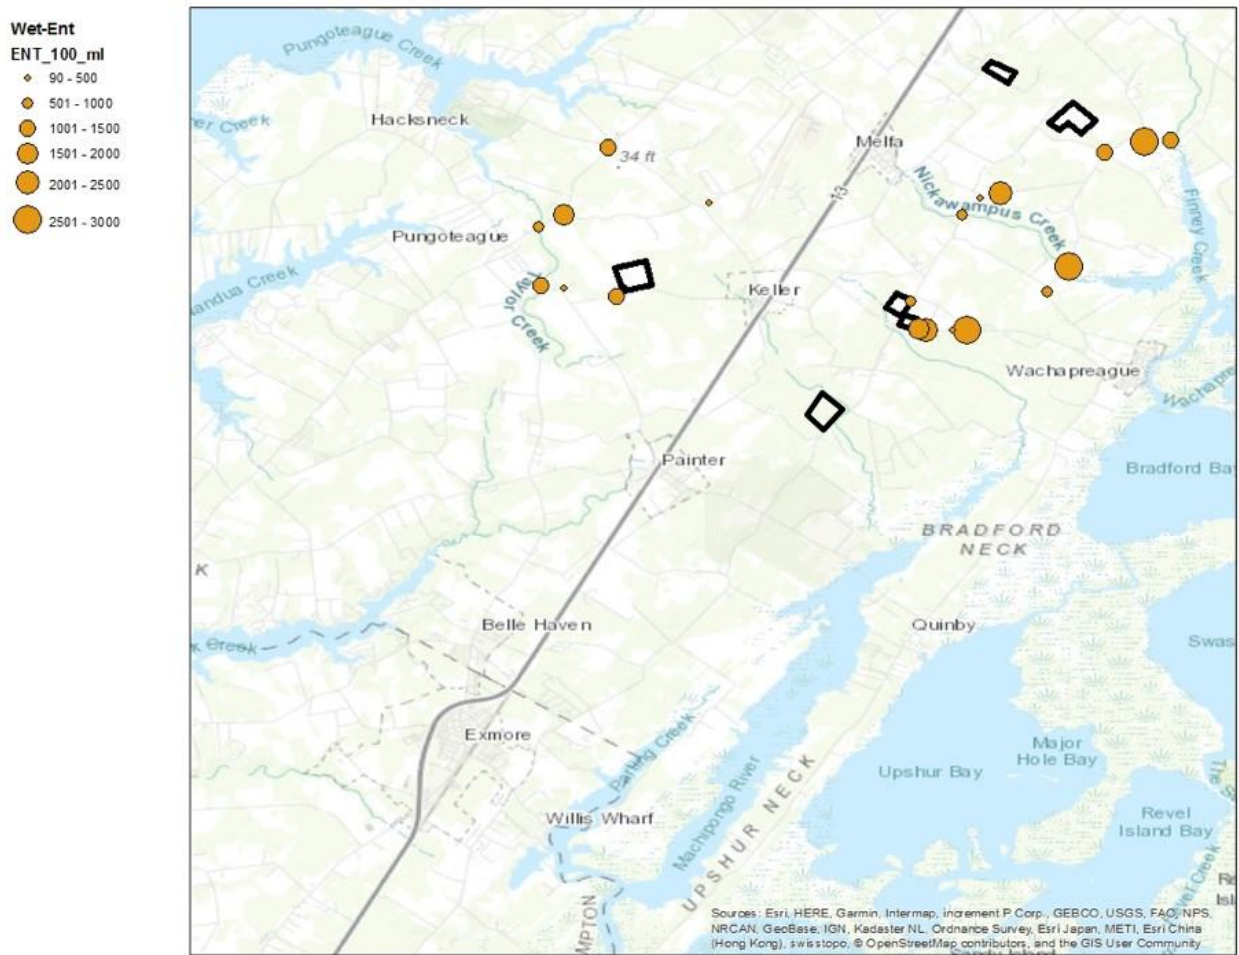 Wet-Ent
ENT_100_ml
90 - 500
501 - 1000
1001 - 1500
1501 - 2000
2001 - 2500
2501 - 3000
Pungoteague Creek
Hacksneck
er Creek
34 ft
Melfa
13
Nickawampus Creek
Finney Creek
Pungoteague
andua Creek
Taylor Creek
Keller
Wachapreague
Wachapre
Painter
Bradford Ba
BRADFORD
NECK
K
Belle Haven
Quinby
k Creek
Swas
Exmore
Parting Creek
Major
Hole Bay
Upshur Bay
Machipongo River
UPSHUR NECK
Willis Wharf
Revel
Island Bay
The S
Re
Isl
MPTON
Sources: Esri, HERE, Garmin, Intermap, increment P Corp., GEBCO, USGS, FAO, NPS,
NRCAN, GeoBase, IGN, Kadaster NL, Ordnance Survey, Esri Japan, METI, Esri China
(Hong Kong), swisstopo, © OpenStreetMap contributors, and the GIS User Community